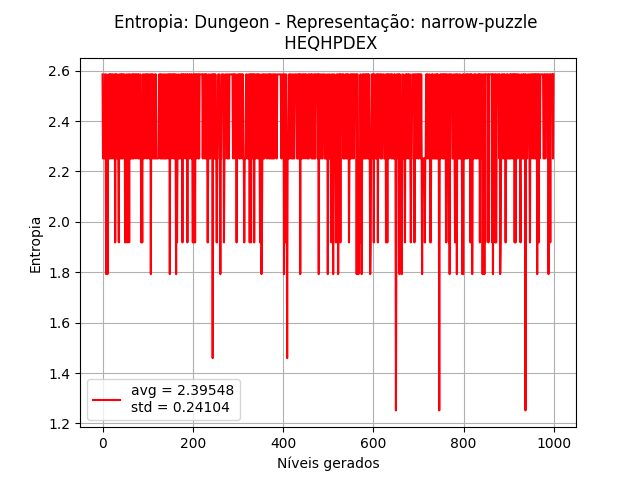 Entropia: Dungeon - Representação: narrow-puzzle
HEQHPDEX
2.6
2.4
2.2
2.0
1.8
1.6
1.4
1.2
Entropia
avg = 2.39548
std = 0.24104
0
200
400
600
800
1000
Níveis gerados